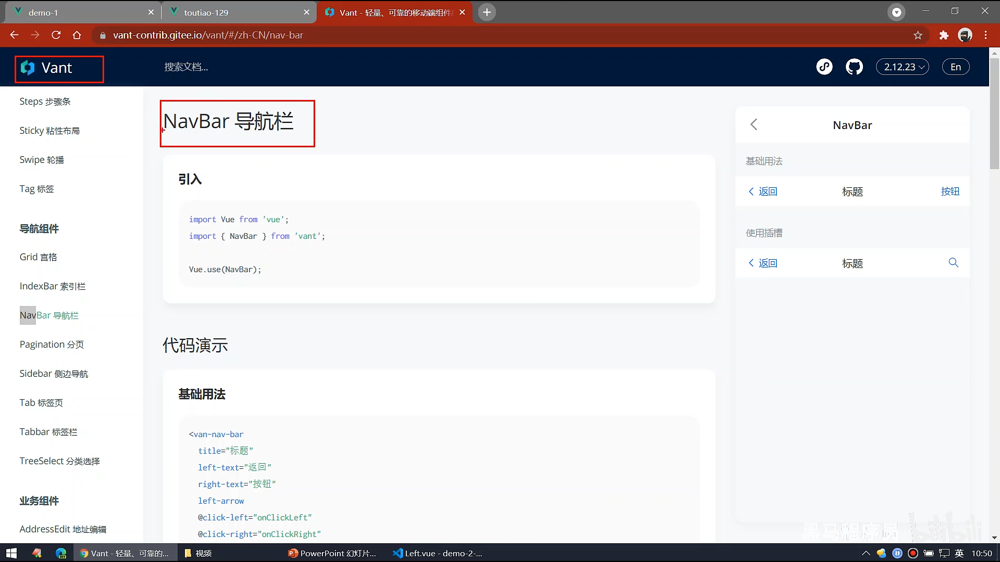 demo-1
toutiao-129
Vant - 轻量、可靠的移动端组件
vant-contrib.gitee.io/vant/#/zh-CN/nav-bar
Vant
搜索文档...
2.12.23
En
Steps 步骤条
Sticky 粘性布局
Swipe 轮播
Tag 标签
导航组件
Grid 宫格
IndexBar 索引栏
NavBar 导航栏
Pagination 分页
Sidebar 侧边导航
Tab 标签页
Tabbar 标签栏
TreeSelect 分类选择
业务组件
AddressEdit 地址编辑
NavBar 导航栏
引入
import Vue from 'vue';
import { NavBar } from 'vant';
Vue.use(NavBar);
代码演示
基础用法
<van-nav-bar
title="标题"
left-text="返回"
right-text="按钮"
left-arrow
@click-left="onClickLeft"
@click-right="onClickRight"
NavBar
基础用法
返回 标题 按钮
使用插槽
返回 标题
黑马程序员 bilibili
Vant - 轻量、可靠的...
视频
PowerPoint 幻灯片...
Left.vue - demo-2-...
英
10:50